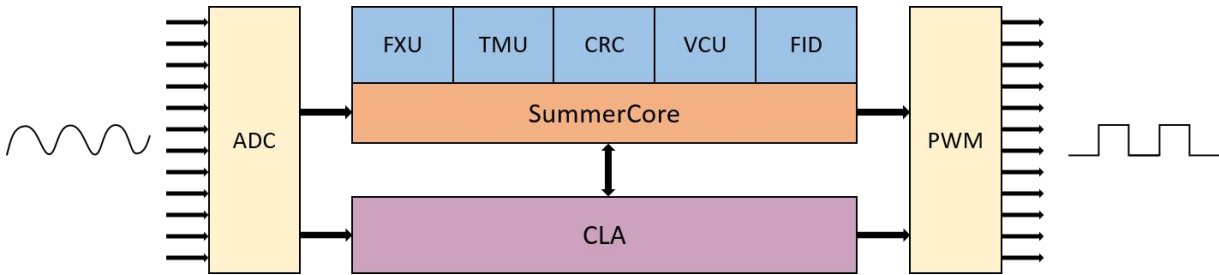 FXU TMU CRC VCU FID
ADC
SummerCore
PWM
CLA